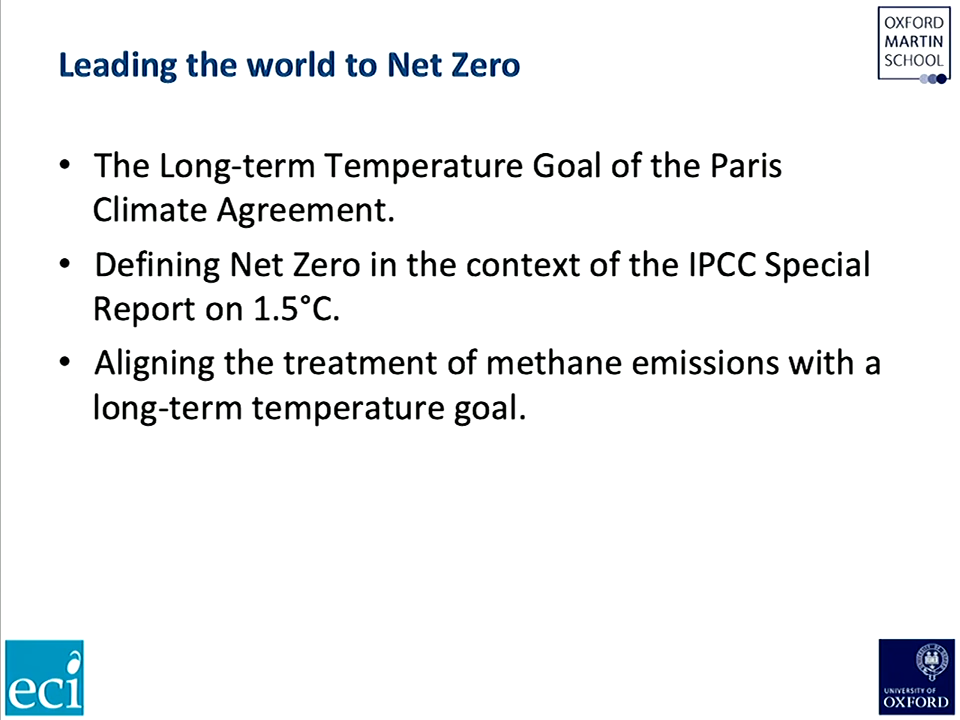 OXFORD
MARTIN
SCHOOL
Leading the world to Net Zero
• The Long-term Temperature Goal of the Paris
Climate Agreement.
• Defining Net Zero in the context of the IPCC Special
Report on 1.5°C.
• Aligning the treatment of methane emissions with a
long-term temperature goal.
eci
UNIVERSITY OF
OXFORD